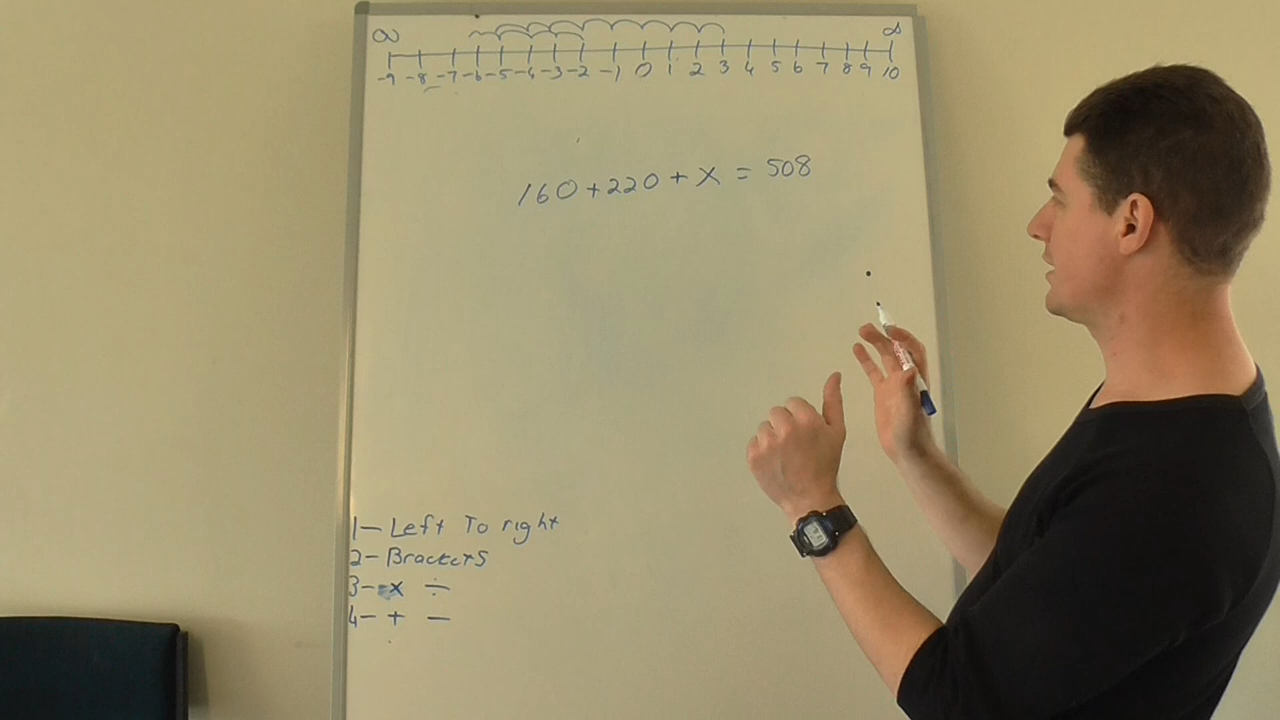 ∞ ∞
-9 -8 -7 -6 -5 -4 -3 -2 -1 0 1 2 3 4 5 6 7 8 9 10
160+220+x=508
1- Left To right
2- Brackets
3- x ÷
4- + -